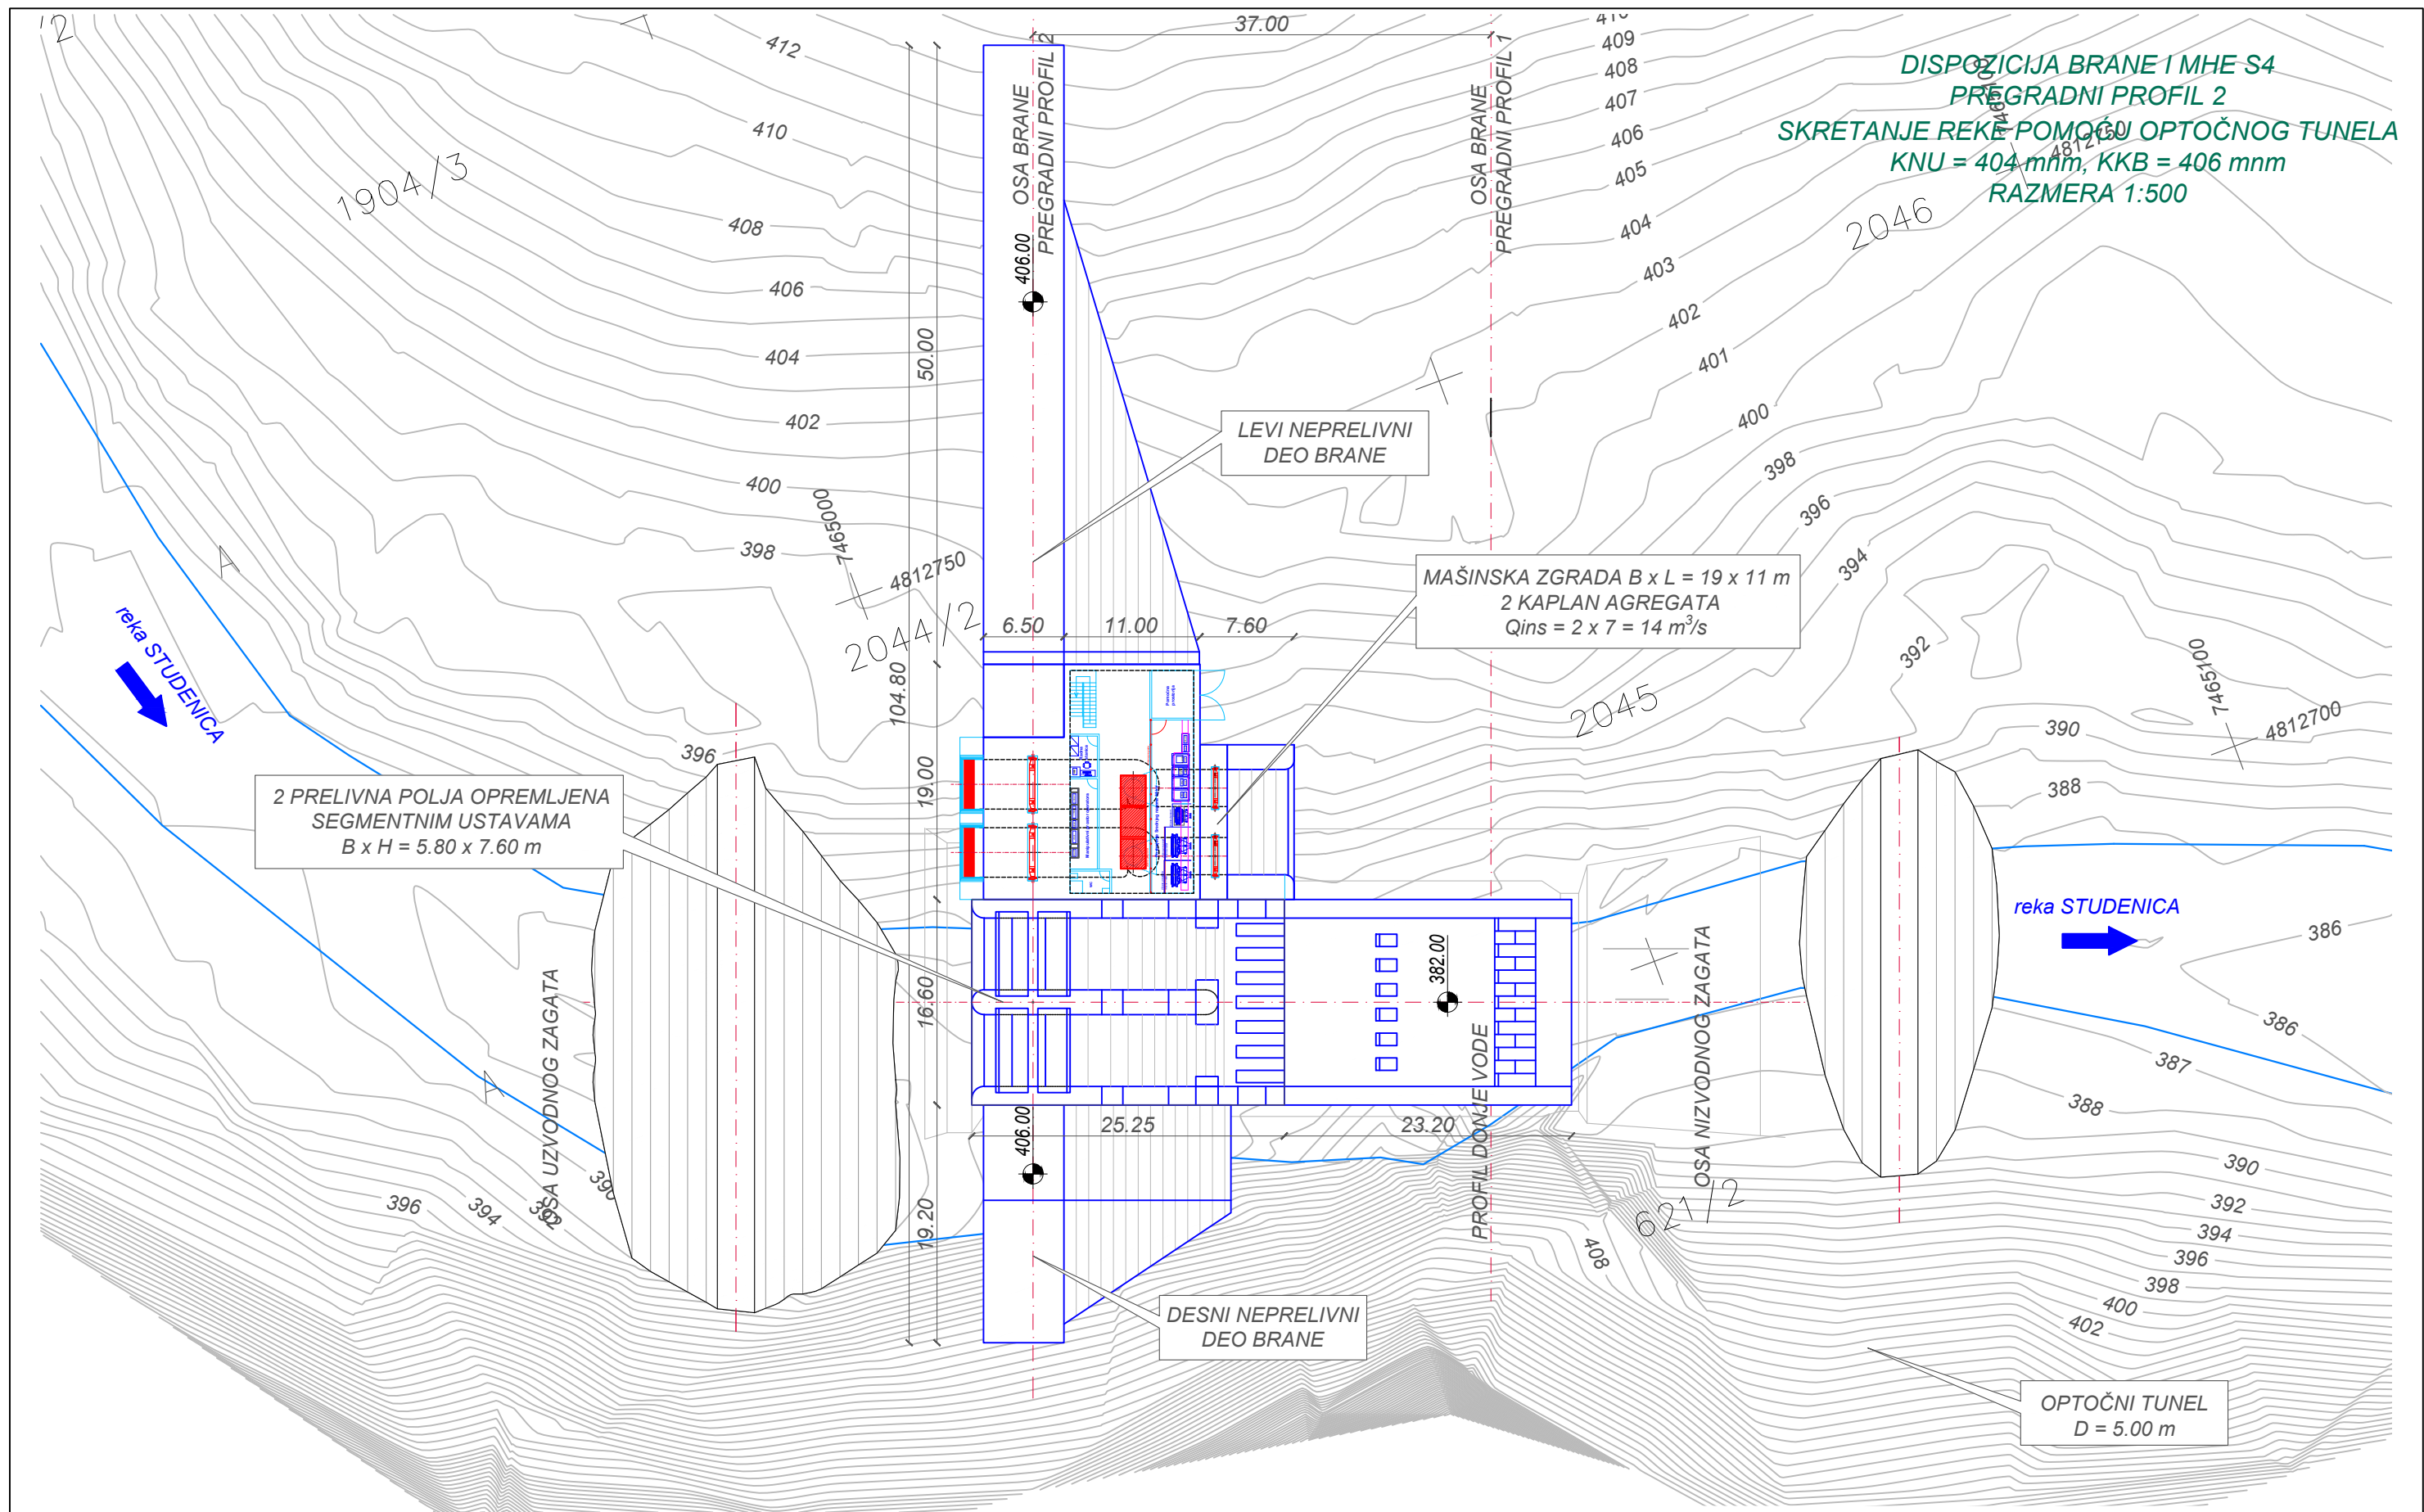 DISPOZICIJA BRANE I MHE S4
PREGRADNI PROFIL 2
SKRETANJE REKE POMOĆU OPTOČNOG TUNELA
KNU = 404 mnm, KKB = 406 mnm
RAZMERA 1:500
37.00
OSA BRANE
PREGRADNI PROFIL 2
OSA BRANE
PREGRADNI PROFIL 1
412
410
408
406
404
402
400
398
396
409
408
407
406
405
404
403
402
401
400
398
396
394
392
390
388
386
386
387
388
390
392
394
396
398
400
402
408
1904/3
2046
2044/2
2045
621/2
7465000
4812750
4812750
7465100
4812700
406.00
50.00
104.80
19.00
16.60
19.20
6.50
11.00
7.60
LEVI NEPRELIVNI
DEO BRANE
MAŠINSKA ZGRADA B x L = 19 x 11 m
2 KAPLAN AGREGATA
Qins = 2 x 7 = 14 m³/s
reka STUDENICA
2 PRELIVNA POLJA OPREMLJENA
SEGMENTNIM USTAVAMA
B x H = 5.80 x 7.60 m
reka STUDENICA
382.00
406.00
25.25
23.20
OSA UZVODNOG ZAGATA
PROFIL DONJE VODE
OSA NIZVODNOG ZAGATA
396
394
392
390
DESNI NEPRELIVNI
DEO BRANE
OPTOČNI TUNEL
D = 5.00 m